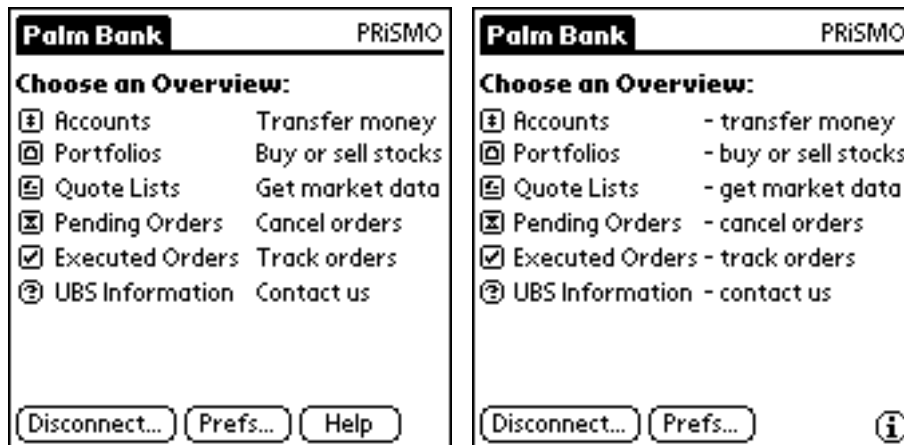 Palm Bank PRiSMO
Choose an Overview:
Accounts Transfer money
Portfolios Buy or sell stocks
Quote Lists Get market data
Pending Orders Cancel orders
Executed Orders Track orders
UBS Information Contact us
Disconnect... Prefs... Help
Palm Bank PRiSMO
Choose an Overview:
Accounts - transfer money
Portfolios - buy or sell stocks
Quote Lists - get market data
Pending Orders - cancel orders
Executed Orders - track orders
UBS Information - contact us
Disconnect... Prefs...